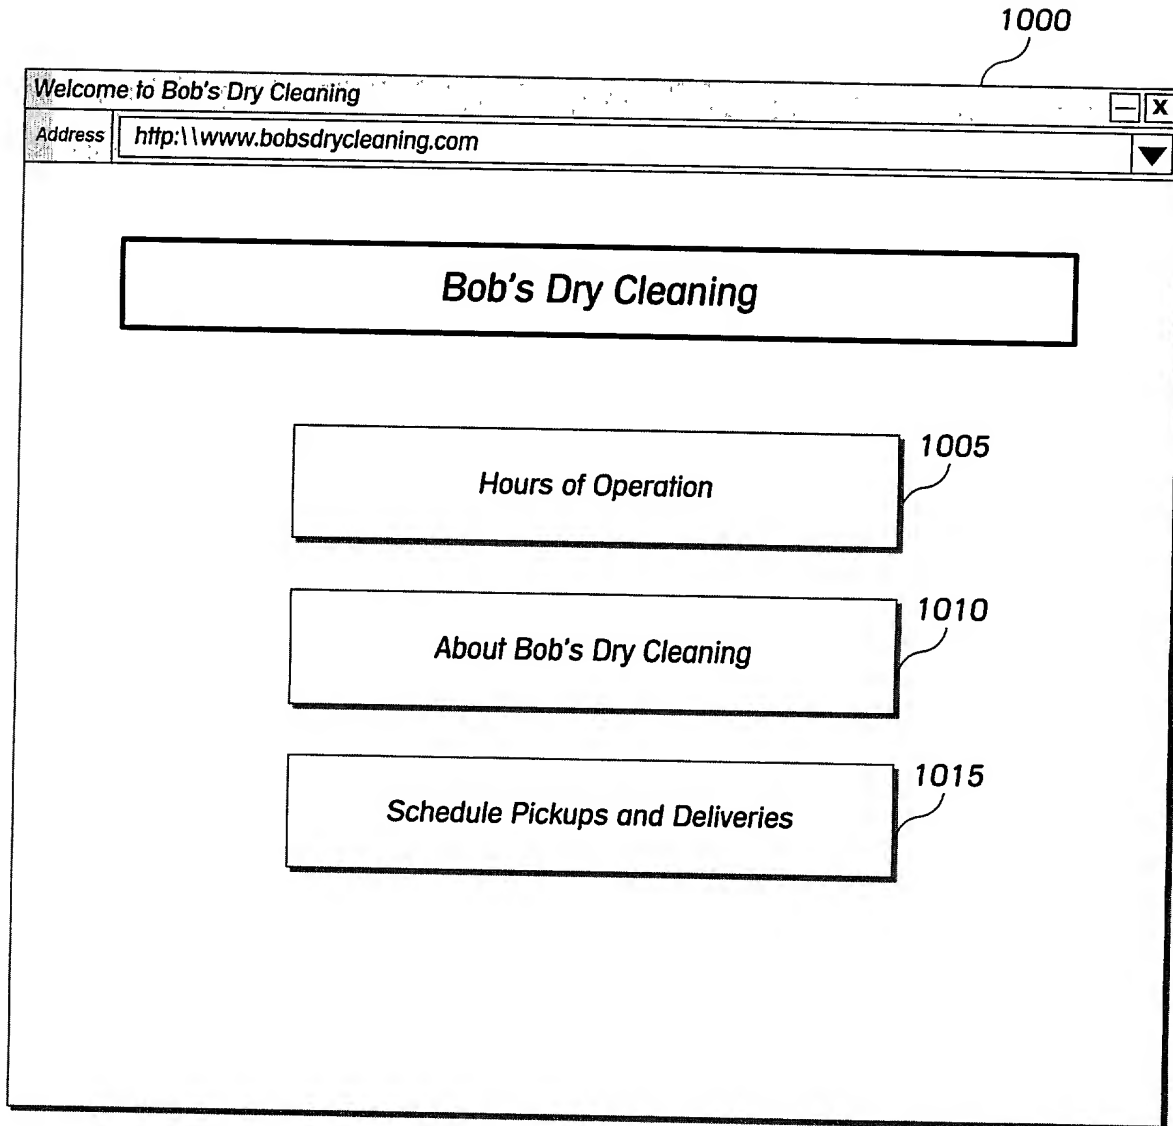 1000
Welcome to Bob's Dry Cleaning
Address http:\\www.bobsdrycleaning.com
Bob's Dry Cleaning
Hours of Operation
1005
About Bob's Dry Cleaning
1010
Schedule Pickups and Deliveries
1015